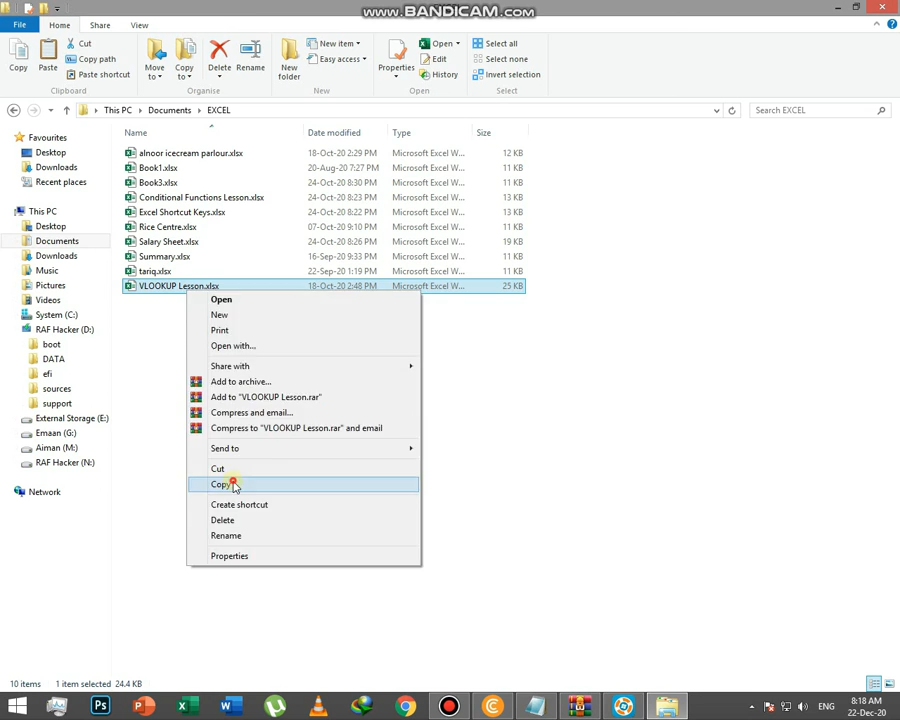 www.BANDICAM.com
File Home Share View
Copy Paste Cut Copy path Paste shortcut
Move to Copy to Delete Rename
New folder New item Easy access
Properties Open Edit History
Select all Select none Invert selection
Clipboard Organise New Open Select
This PC Documents EXCEL Search EXCEL
Name Date modified Type Size
Favourites
Desktop
Downloads
Recent places
This PC
Desktop
Documents
Downloads
Music
Pictures
Videos
System (C:)
RAF Hacker (D:)
boot
DATA
efi
sources
support
External Storage (E:)
Emaan (G:)
Aiman (M:)
RAF Hacker (N:)
Network
alnoor icecream parlour.xlsx 18-Oct-20 2:29 PM Microsoft Excel W... 12 KB
Book1.xlsx 20-Aug-20 7:27 PM Microsoft Excel W... 11 KB
Book3.xlsx 24-Oct-20 8:30 PM Microsoft Excel W... 11 KB
Conditional Functions Lesson.xlsx 24-Oct-20 8:23 PM Microsoft Excel W... 13 KB
Excel Shortcut Keys.xlsx 24-Oct-20 8:22 PM Microsoft Excel W... 13 KB
Rice Centre.xlsx 07-Oct-20 9:10 PM Microsoft Excel W... 11 KB
Salary Sheet.xlsx 24-Oct-20 8:26 PM Microsoft Excel W... 19 KB
Summary.xlsx 16-Sep-20 9:33 PM Microsoft Excel W... 11 KB
tariq.xlsx 22-Sep-20 1:19 PM Microsoft Excel W... 11 KB
VLOOKUP Lesson.xlsx 18-Oct-20 2:48 PM Microsoft Excel W... 25 KB
Open
New
Print
Open with...
Share with
Add to archive...
Add to "VLOOKUP Lesson.rar"
Compress and email...
Compress to "VLOOKUP Lesson.rar" and email
Send to
Cut
Copy
Create shortcut
Delete
Rename
Properties
10 items 1 item selected 24.4 KB
Ps ENG 8:18 AM
22-Dec-20